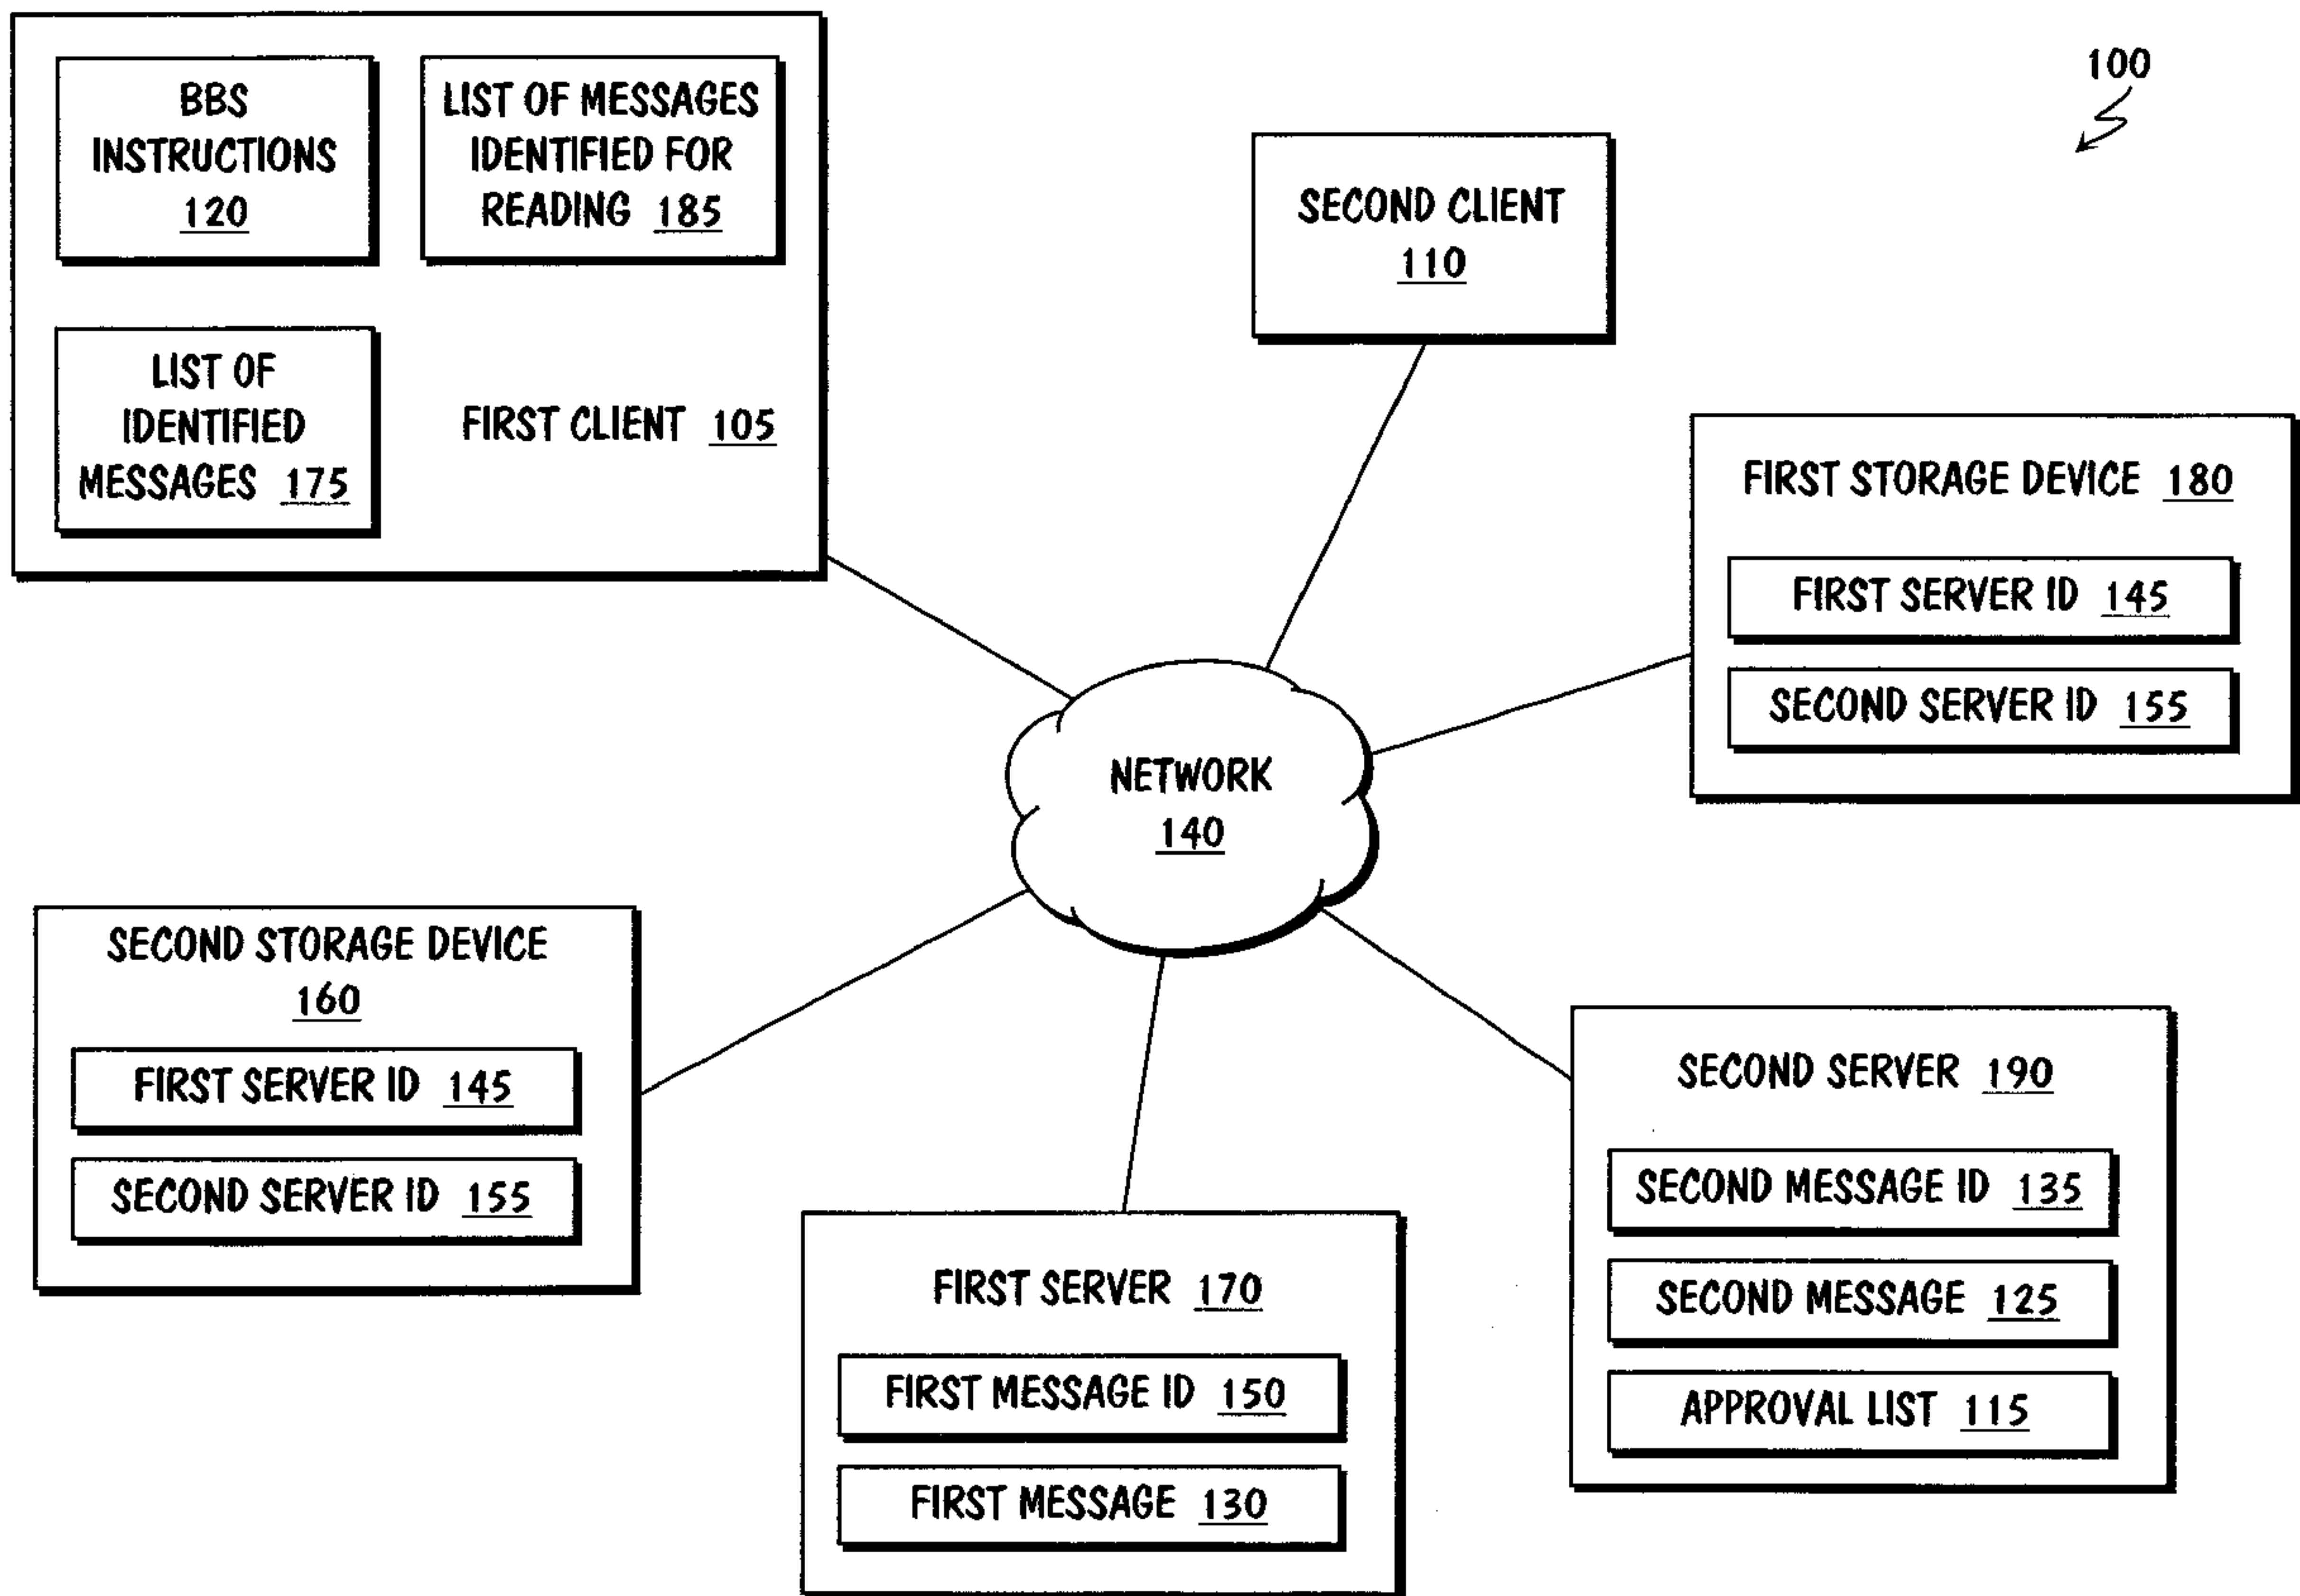 BBS
INSTRUCTIONS
120
LIST OF MESSAGES
IDENTIFIED FOR
READING 185
LIST OF
IDENTIFIED
MESSAGES 175
FIRST CLIENT 105
100
SECOND CLIENT
110
FIRST STORAGE DEVICE 180
FIRST SERVER ID 145
SECOND SERVER ID 155
NETWORK
140
SECOND STORAGE DEVICE
160
FIRST SERVER ID 145
SECOND SERVER ID 155
FIRST SERVER 170
FIRST MESSAGE ID 150
FIRST MESSAGE 130
SECOND SERVER 190
SECOND MESSAGE ID 135
SECOND MESSAGE 125
APPROVAL LIST 115